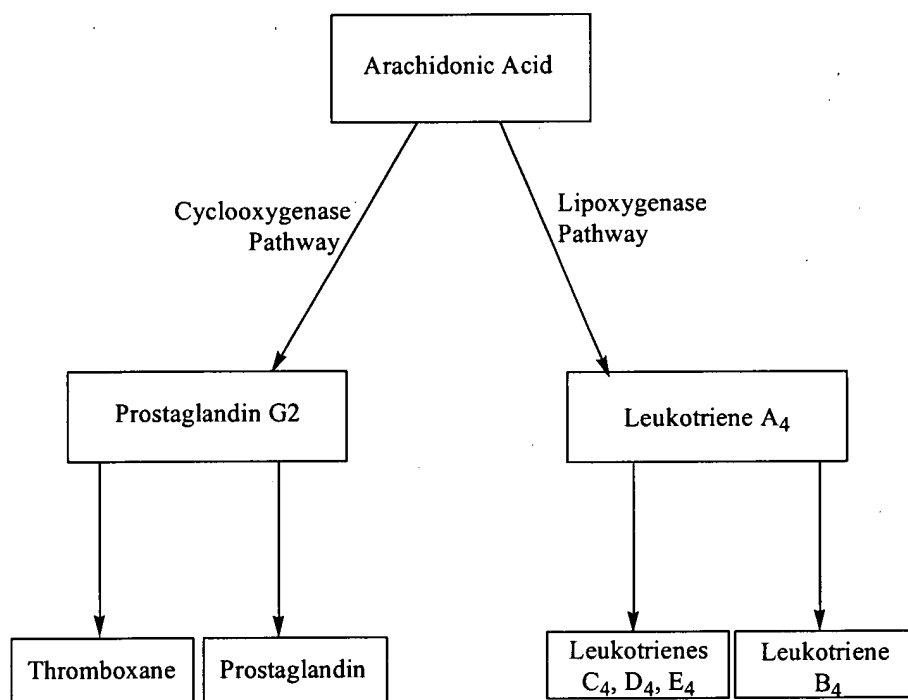 Arachidonic Acid
Cyclooxygenase
Pathway
Lipoxygenase
Pathway
Prostaglandin G2
Leukotriene A₄
Thromboxane
Prostaglandin
Leukotrienes
C₄, D₄, E₄
Leukotriene
B₄